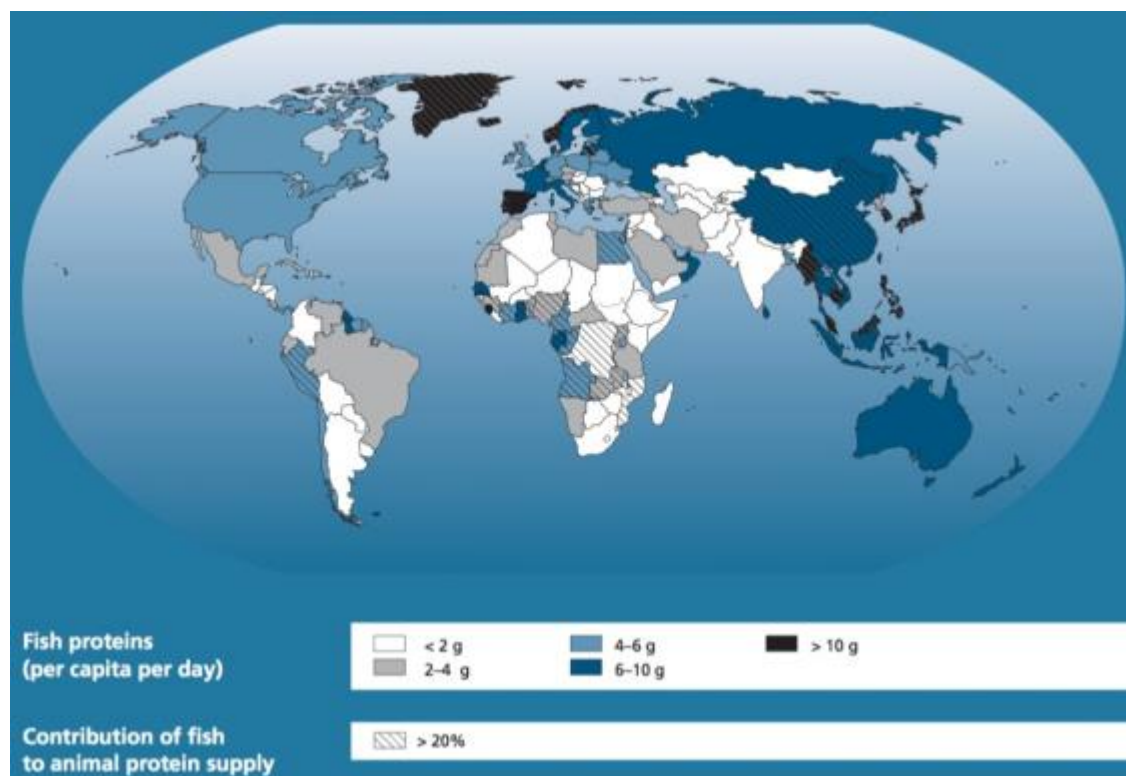 Fish proteins
(per capita per day)
< 2 g
4–6 g
> 10 g
2–4 g
6–10 g
Contribution of fish
to animal protein supply
> 20%